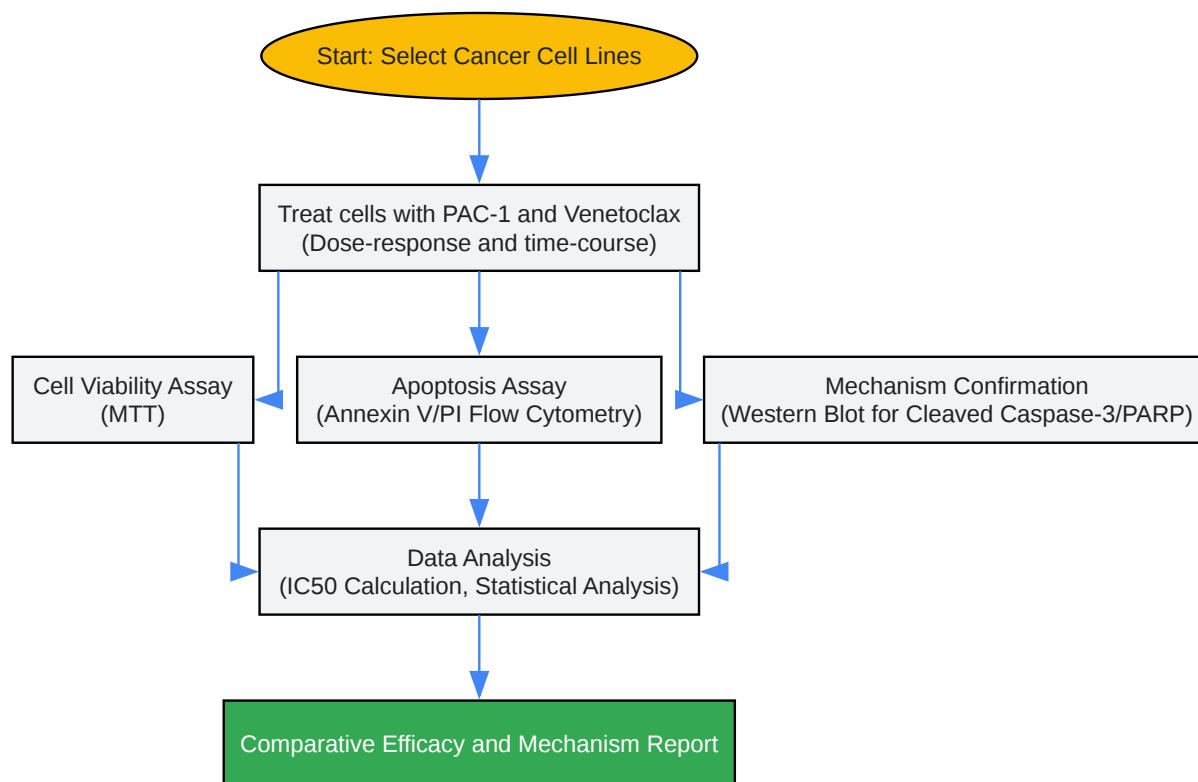 Start: Select Cancer Cell Lines
Treat cells with PAC-1 and Venetoclax
(Dose-response and time-course)
Cell Viability Assay
(MTT)
Apoptosis Assay
(Annexin V/PI Flow Cytometry)
Mechanism Confirmation
(Western Blot for Cleaved Caspase-3/PARP)
Data Analysis
(IC50 Calculation, Statistical Analysis)
Comparative Efficacy and Mechanism Report